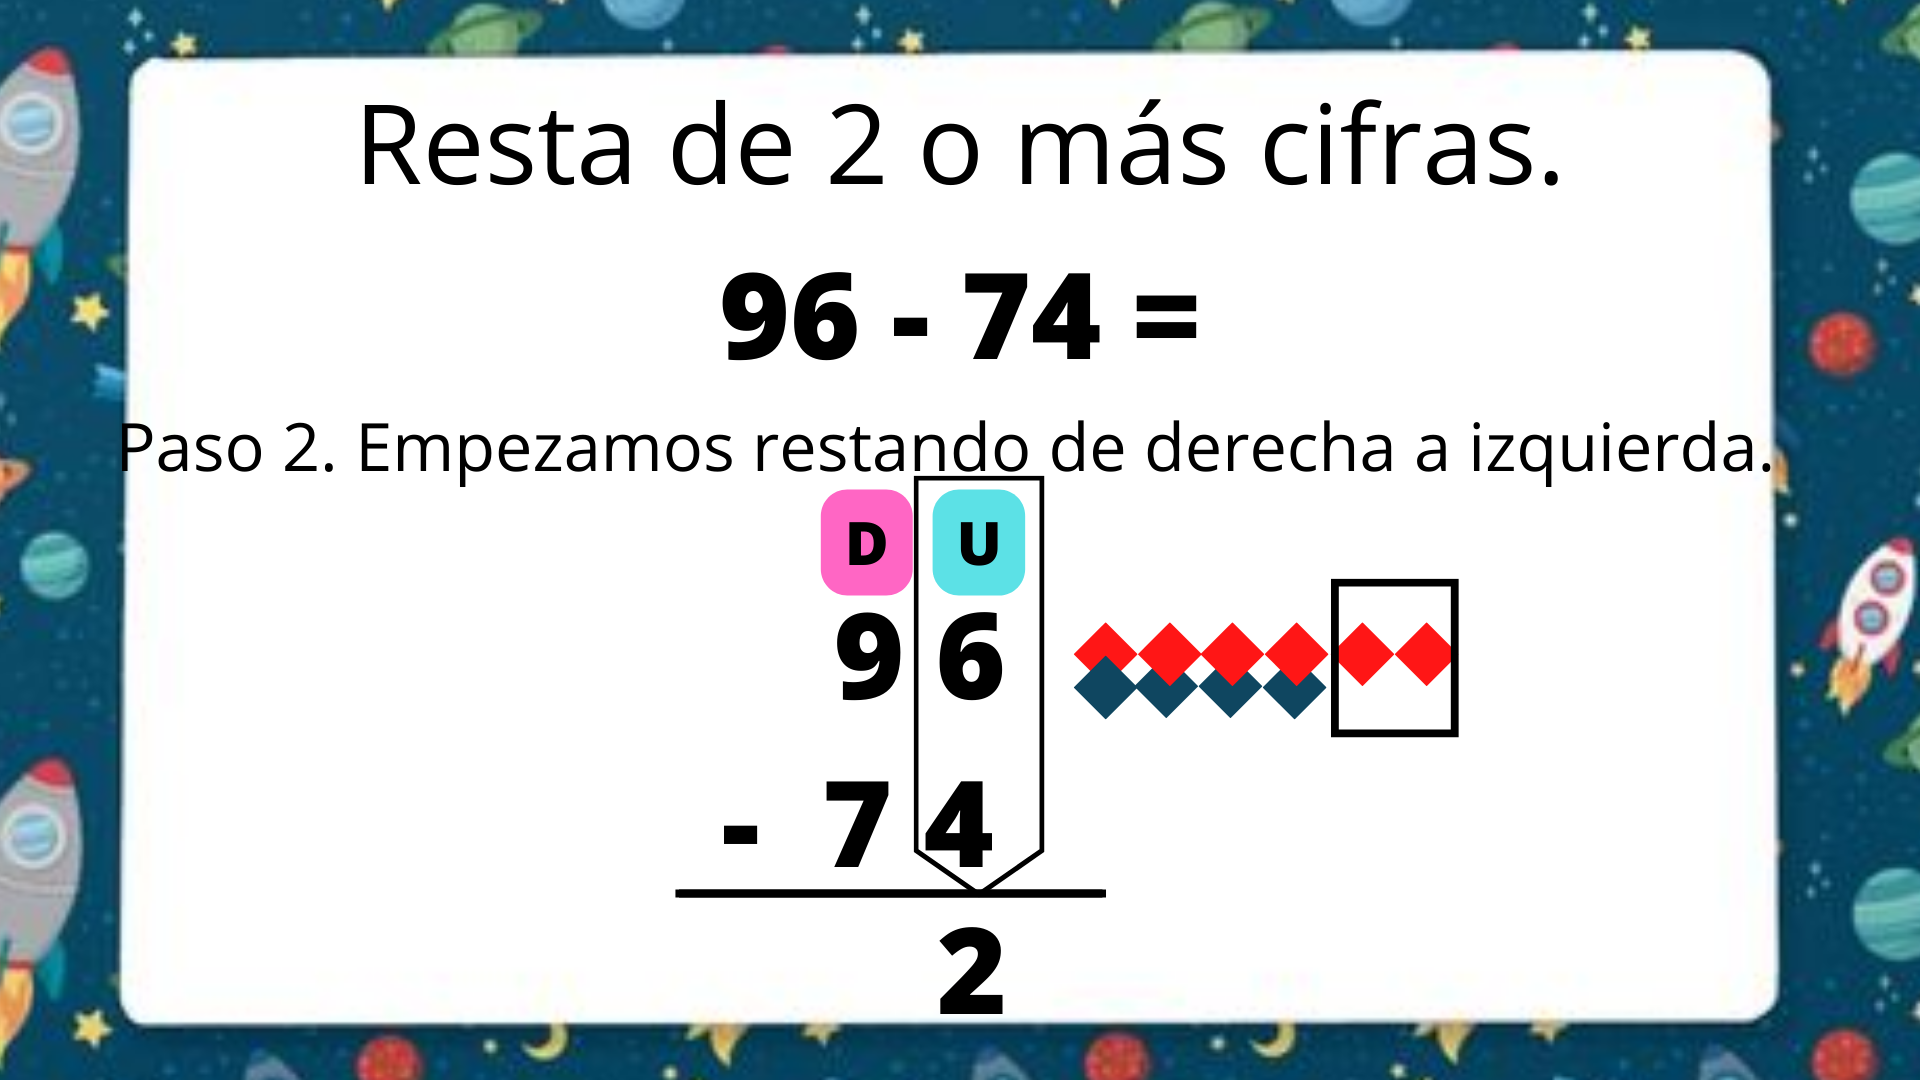 Resta de 2 o más cifras.
96 - 74 =
Paso 2. Empezamos restando de derecha a izquierda.
D U
9 6
- 7 4
2